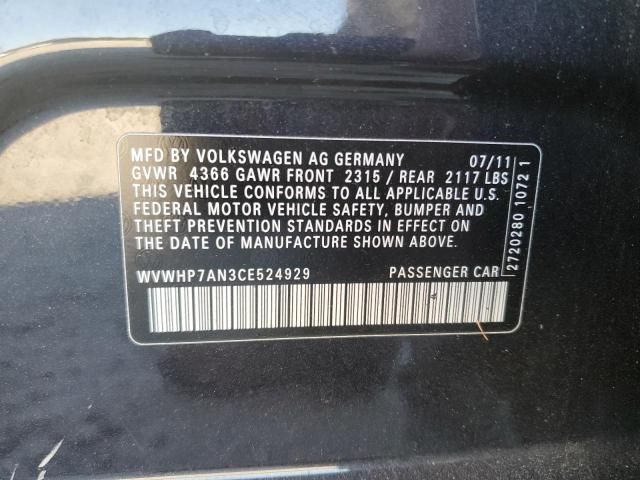 MFD BY VOLKSWAGEN AG GERMANY 07/11
GVWR 4366 GAWR FRONT 2315 / REAR 2117 LBS
THIS VEHICLE CONFORMS TO ALL APPLICABLE U.S.
FEDERAL MOTOR VEHICLE SAFETY, BUMPER AND
THEFT PREVENTION STANDARDS IN EFFECT ON
THE DATE OF MANUFACTURE SHOWN ABOVE.
WVWHP7AN3CE524929 PASSENGER CAR
2720280 1072 1